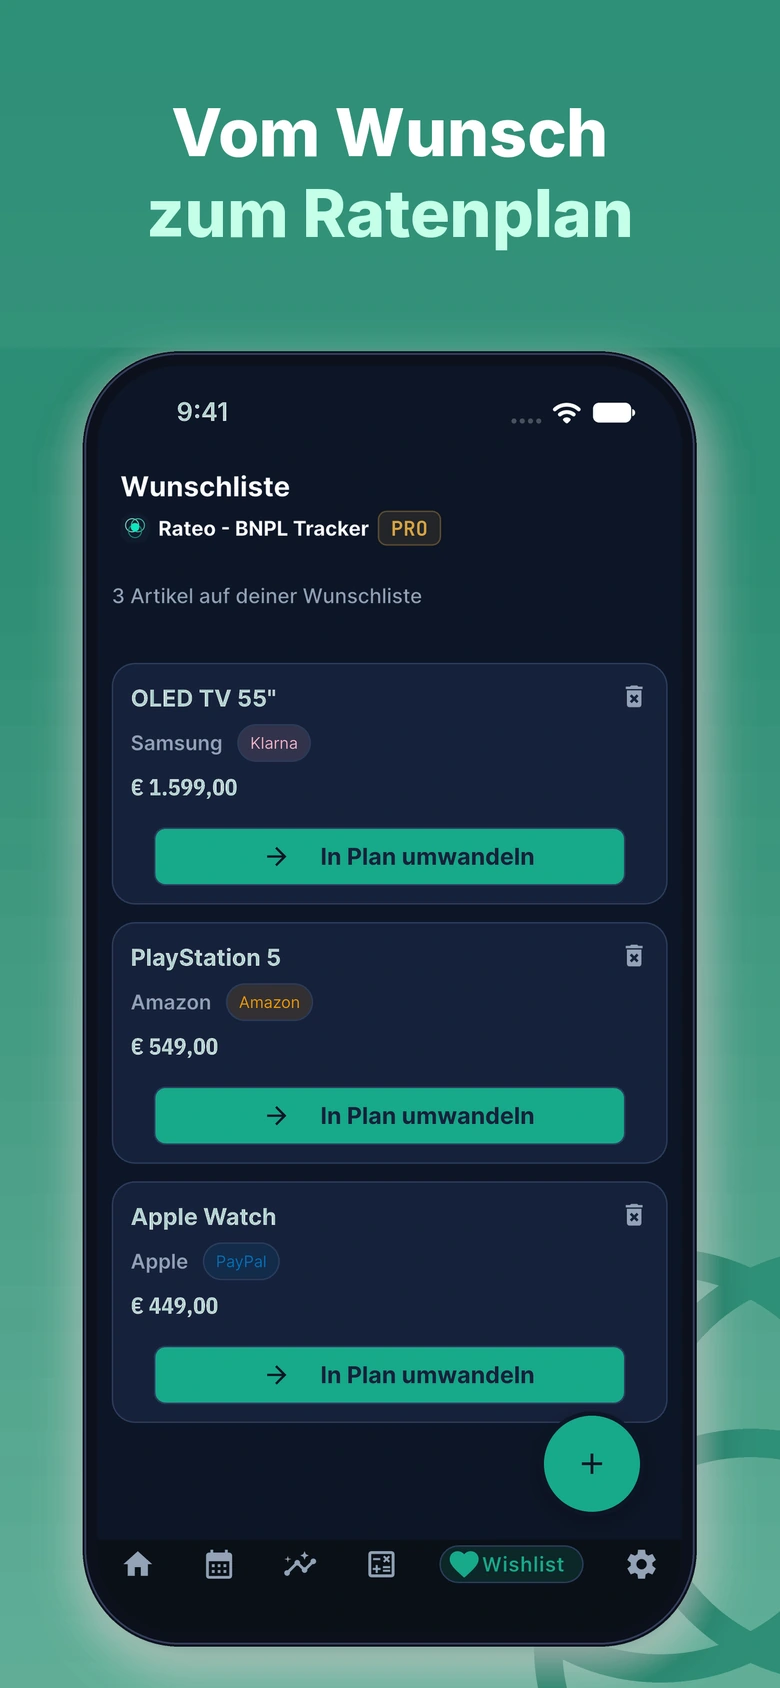 Vom Wunsch
zum Ratenplan
9:41
Wunschliste
Rateo - BNPL Tracker PRO
3 Artikel auf deiner Wunschliste
OLED TV 55"
Samsung Klarna
€ 1.599,00
→ In Plan umwandeln
PlayStation 5
Amazon Amazon
€ 549,00
→ In Plan umwandeln
Apple Watch
Apple PayPal
€ 449,00
→ In Plan umwandeln
+
Wishlist